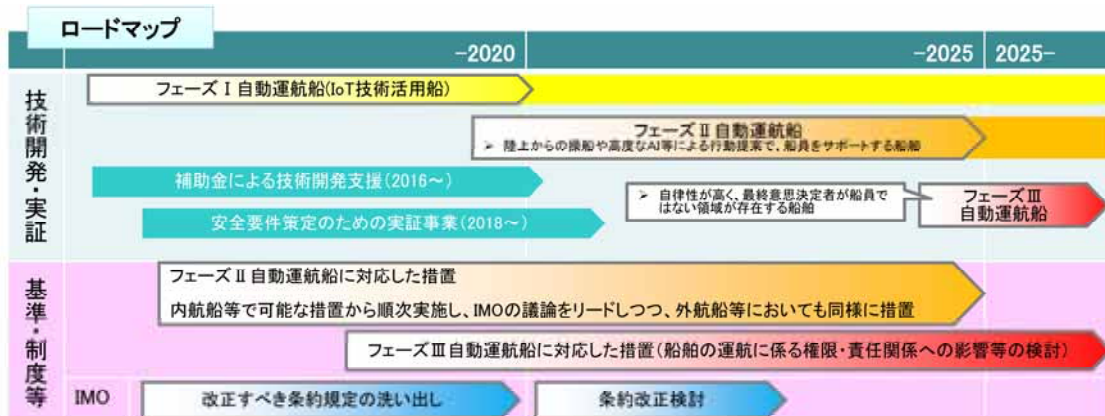 ロードマップ
-2020
-2025
2025-
技術開発・実証
フェーズⅠ自動運航船(IoT技術活用船)
フェーズⅡ自動運航船
➢ 陸上からの操船や高度なAI等による行動提案で、船員をサポートする船舶
補助金による技術開発支援(2016～)
➢ 自律性が高く、最終意思決定者が船員で
はない領域が存在する船舶
フェーズⅢ
自動運航船
安全要件策定のための実証事業(2018～)
基準・制度等
フェーズⅡ自動運航船に対応した措置
内航船等で可能な措置から順次実施し、IMOの議論をリードしつつ、外航船等においても同様に措置
フェーズⅢ自動運航船に対応した措置(船舶の運航に係る権限・責任関係への影響等の検討)
IMO
改正すべき条約規定の洗い出し
条約改正検討